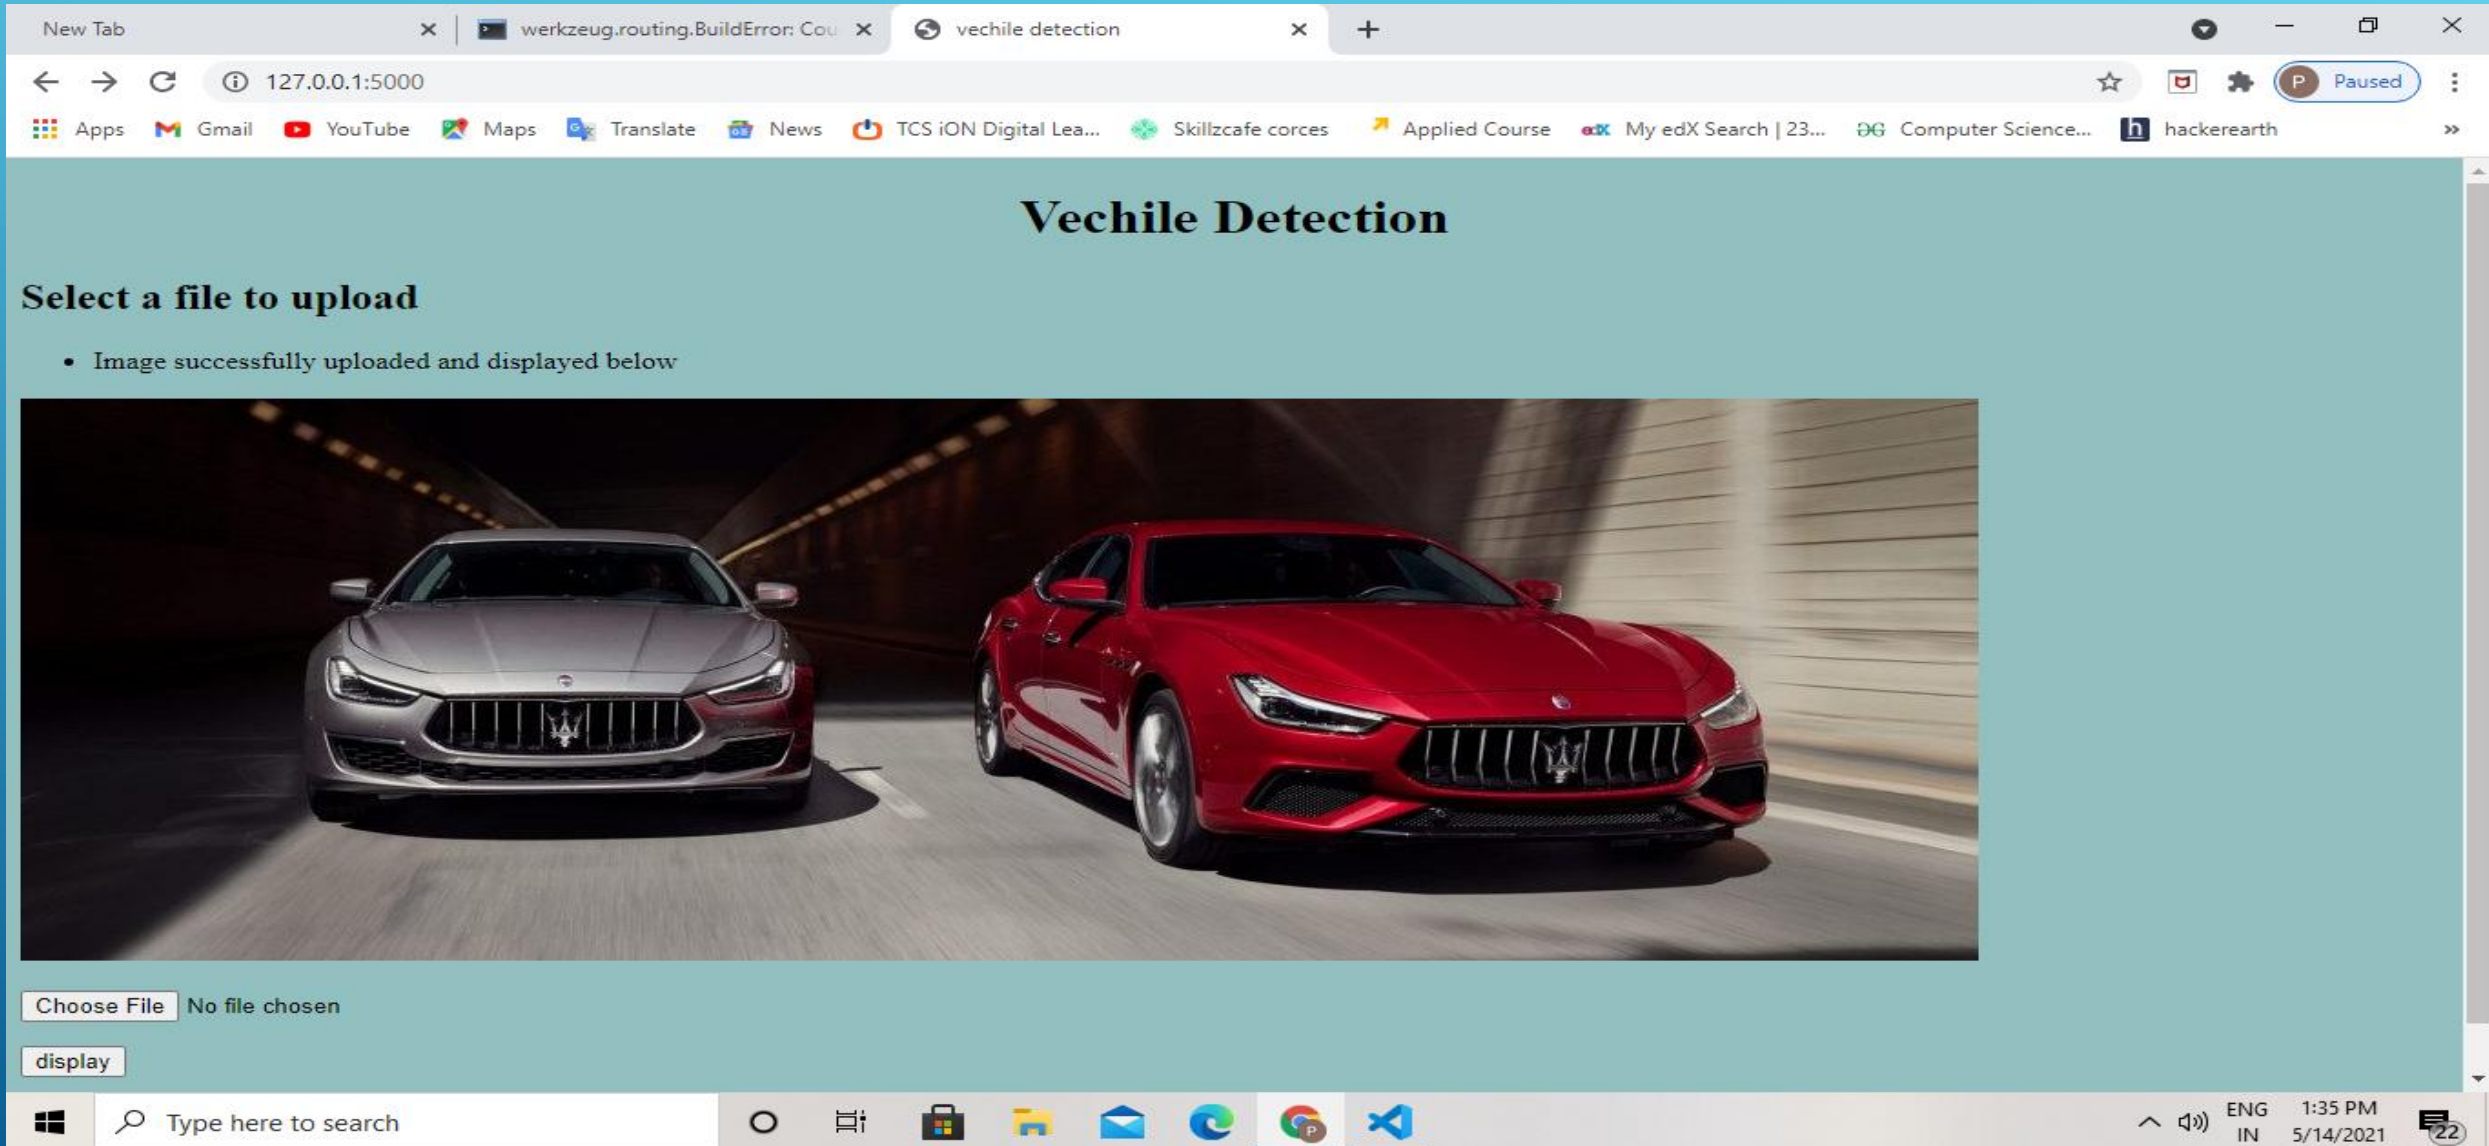 New Tab
werkzeug.routing.BuildError: Cou
vechile detection
127.0.0.1:5000
P Paused
Apps Gmail YouTube Maps Translate News TCS iON Digital Lea... Skillzcafe corces Applied Course edX My edX Search | 23... Computer Science... h hackerearth »
Vechile Detection
Select a file to upload
• Image successfully uploaded and displayed below
Choose File No file chosen
display
Type here to search
ENG 1:35 PM
IN 5/14/2021 22